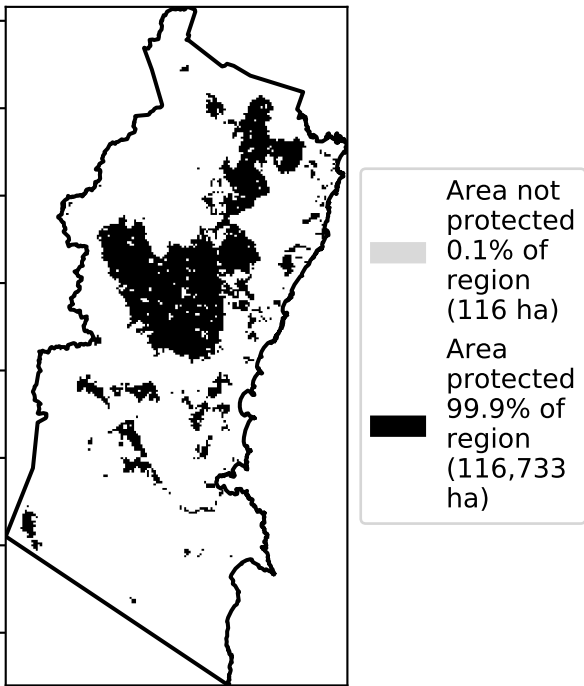 Area not
protected
0.1% of
region
(116 ha)
Area
protected
99.9% of
region
(116,733
ha)